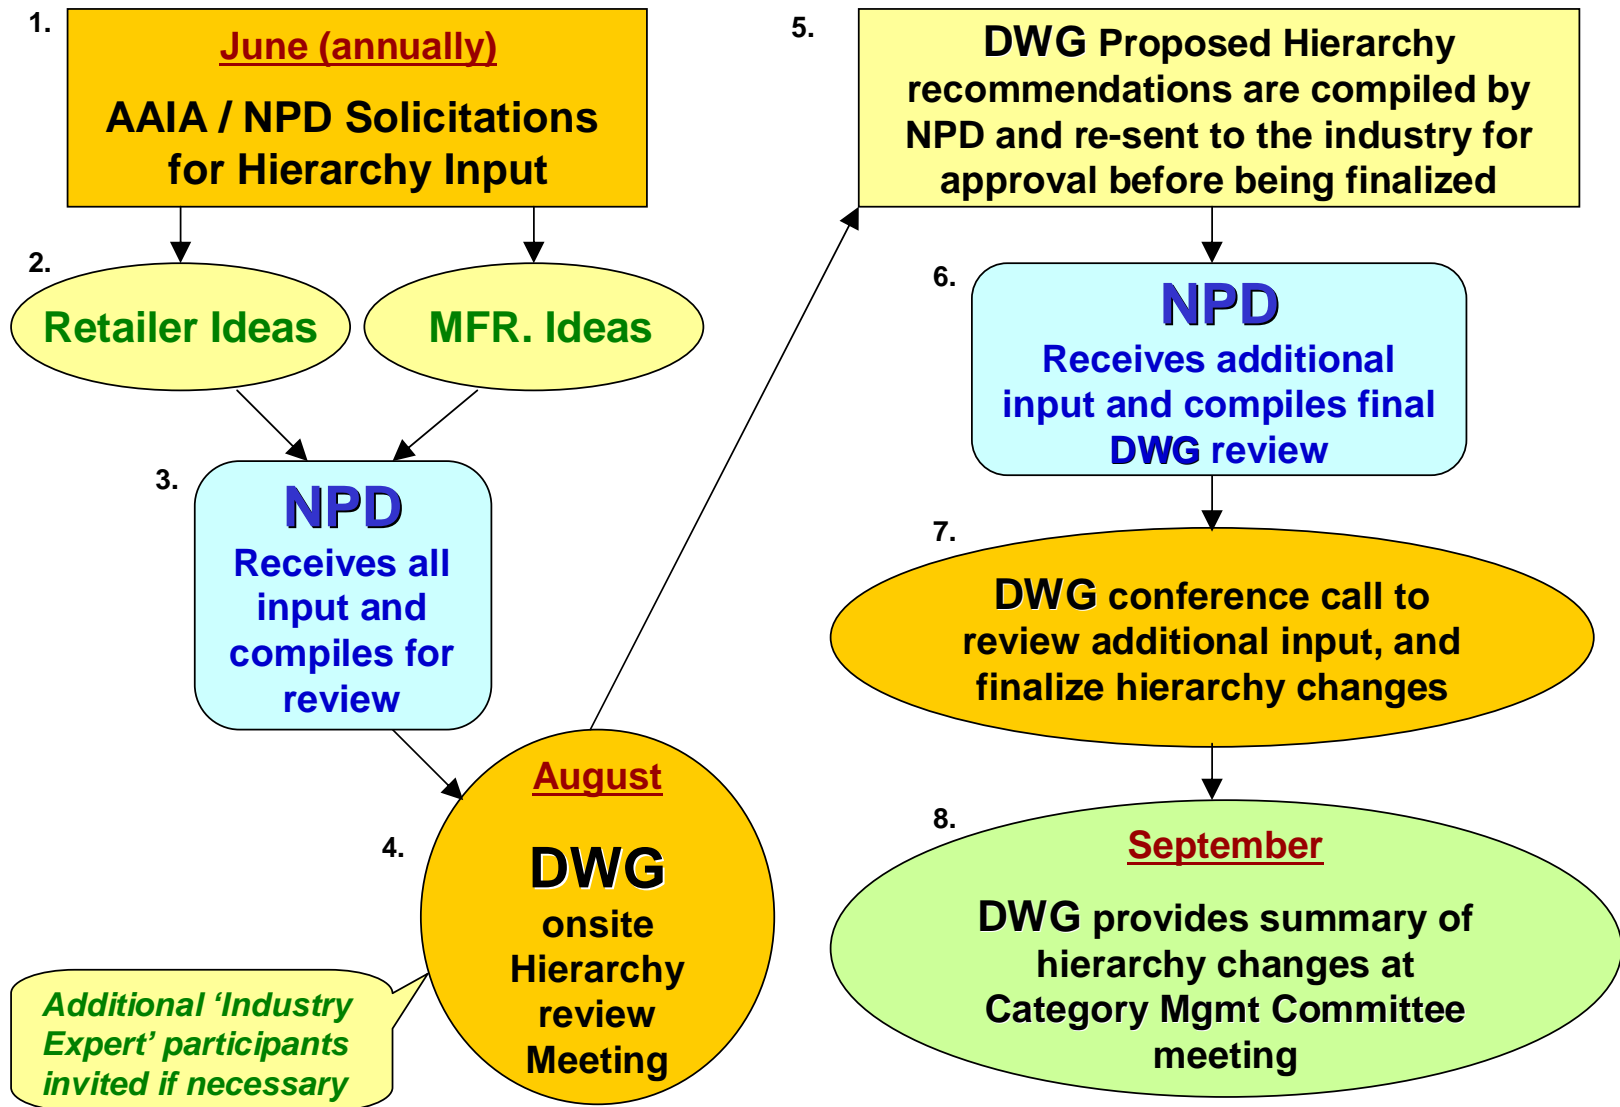 1.
June (annually)
AAIA / NPD Solicitations
for Hierarchy Input
2.
Retailer Ideas
MFR. Ideas
3.
NPD
Receives all
input and
compiles for
review
4.
August
DWG
onsite
Hierarchy
review
Meeting
Additional ‘Industry
Expert’ participants
invited if necessary
5.
DWG Proposed Hierarchy
recommendations are compiled by
NPD and re-sent to the industry for
approval before being finalized
6.
NPD
Receives additional
input and compiles final
DWG review
7.
DWG conference call to
review additional input, and
finalize hierarchy changes
8.
September
DWG provides summary of
hierarchy changes at
Category Mgmt Committee
meeting